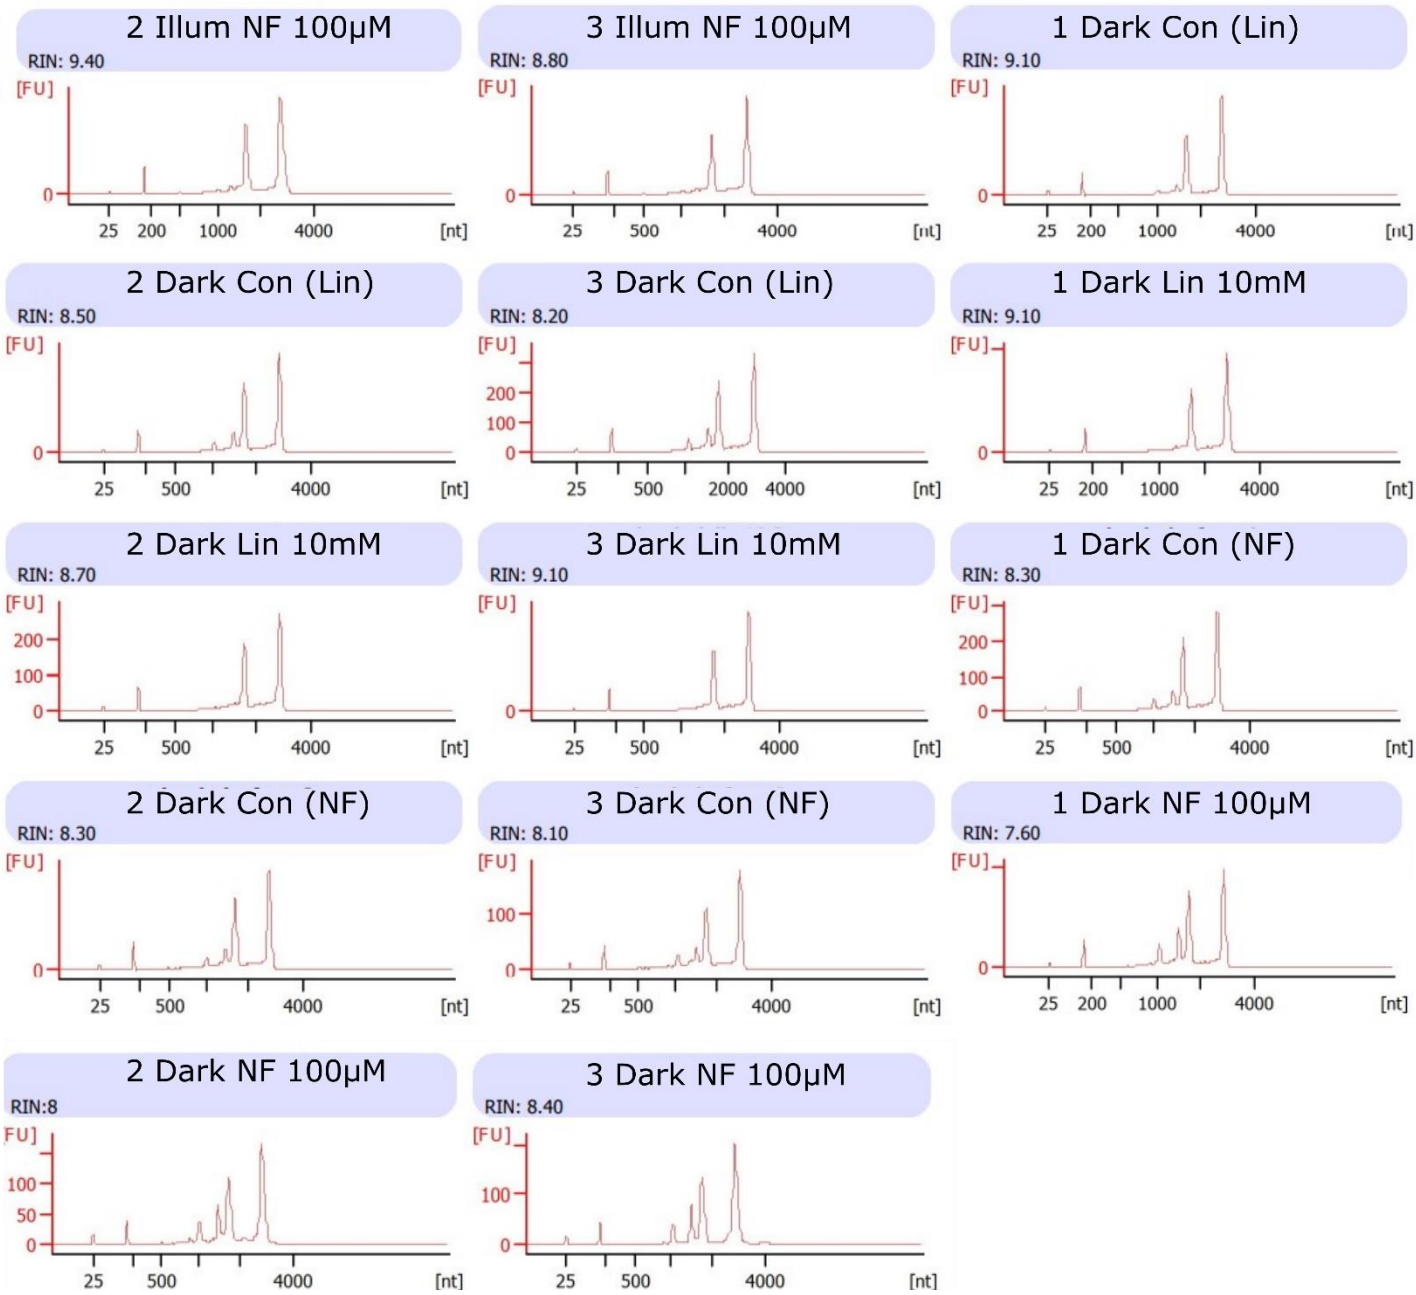 2 Illum NF 100µM
RIN: 9.40
[FU]
0
25 200 1000 4000 [nt]
3 Illum NF 100µM
RIN: 8.80
[FU]
0
25 500 4000 [nt]
1 Dark Con (Lin)
RIN: 9.10
[FU]
0
25 200 1000 4000 [nt]
2 Dark Con (Lin)
RIN: 8.50
[FU]
0
25 500 4000 [nt]
3 Dark Con (Lin)
RIN: 8.20
[FU]
200
100
0
25 500 2000 4000 [nt]
1 Dark Lin 10mM
RIN: 9.10
[FU]
0
25 200 1000 4000 [nt]
2 Dark Lin 10mM
RIN: 8.70
[FU]
200
100
0
25 500 4000 [nt]
3 Dark Lin 10mM
RIN: 9.10
[FU]
0
25 500 4000 [nt]
1 Dark Con (NF)
RIN: 8.30
[FU]
200
100
0
25 500 4000 [nt]
2 Dark Con (NF)
RIN: 8.30
[FU]
0
25 500 4000 [nt]
3 Dark Con (NF)
RIN: 8.10
[FU]
100
0
25 500 4000 [nt]
1 Dark NF 100µM
RIN: 7.60
[FU]
0
25 200 1000 4000 [nt]
2 Dark NF 100µM
RIN:8
[FU]
100
50
0
25 500 4000 [nt]
3 Dark NF 100µM
RIN: 8.40
[FU]
100
0
25 500 4000 [nt]